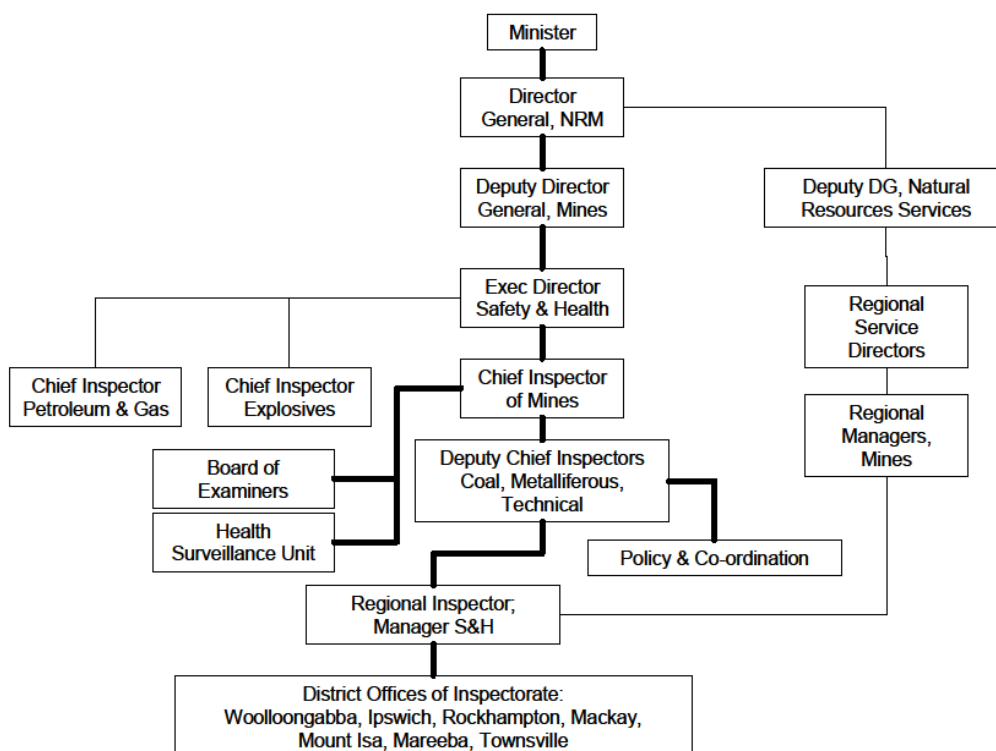 Minister
Director
General, NRM
Deputy Director
General, Mines
Deputy DG, Natural
Resources Services
Exec Director
Safety & Health
Regional
Service
Directors
Chief Inspector
Petroleum & Gas
Chief Inspector
Explosives
Chief Inspector
of Mines
Regional
Managers,
Mines
Board of
Examiners
Deputy Chief Inspectors
Coal, Metalliferous,
Technical
Health
Surveillance Unit
Policy & Co-ordination
Regional Inspector;
Manager S&H
District Offices of Inspectorate:
Woolloongabba, Ipswich, Rockhampton, Mackay,
Mount Isa, Mareeba, Townsville